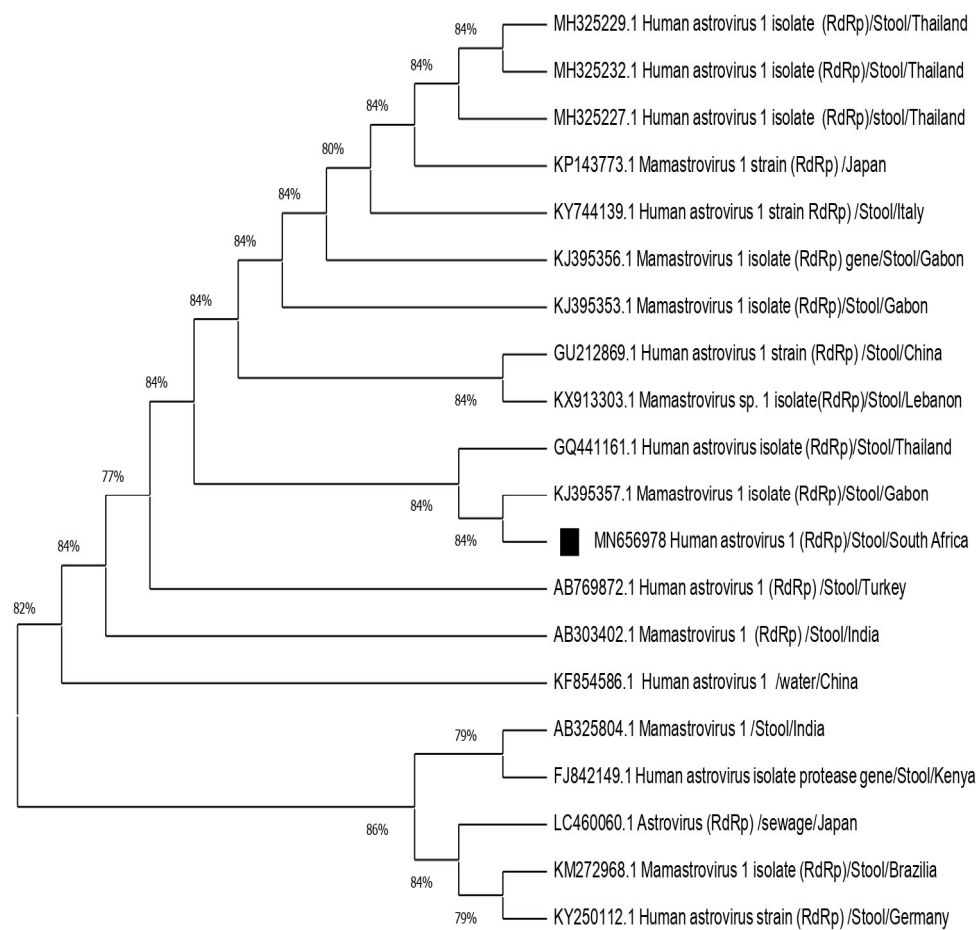 84%
MH325229.1 Human astrovirus 1 isolate (RdRp)/Stool/Thailand
84%
MH325232.1 Human astrovirus 1 isolate (RdRp)/Stool/Thailand
84%
MH325227.1 Human astrovirus 1 isolate (RdRp)/stool/Thailand
80%
KP143773.1 Mamastrovirus 1 strain (RdRp) /Japan
84%
KY744139.1 Human astrovirus 1 strain RdRp) /Stool/Italy
84%
KJ395356.1 Mamastrovirus 1 isolate (RdRp) gene/Stool/Gabon
84%
KJ395353.1 Mamastrovirus 1 isolate (RdRp)/Stool/Gabon
GU212869.1 Human astrovirus 1 strain (RdRp) /Stool/China
84%
84%
KX913303.1 Mamastrovirus sp. 1 isolate(RdRp)/Stool/Lebanon
GQ441161.1 Human astrovirus isolate (RdRp)/Stool/Thailand
77%
84%
KJ395357.1 Mamastrovirus 1 isolate (RdRp)/Stool/Gabon
84%
84%
MN656978 Human astrovirus 1 (RdRp)/Stool/South Africa
AB769872.1 Human astrovirus 1 (RdRp) /Stool/Turkey
82%
AB303402.1 Mamastrovirus 1 (RdRp) /Stool/India
KF854586.1 Human astrovirus 1 /water/China
79%
AB325804.1 Mamastrovirus 1 /Stool/India
FJ842149.1 Human astrovirus isolate protease gene/Stool/Kenya
86%
LC460060.1 Astrovirus (RdRp) /sewage/Japan
84%
KM272968.1 Mamastrovirus 1 isolate (RdRp)/Stool/Brazilia
79%
KY250112.1 Human astrovirus strain (RdRp) /Stool/Germany